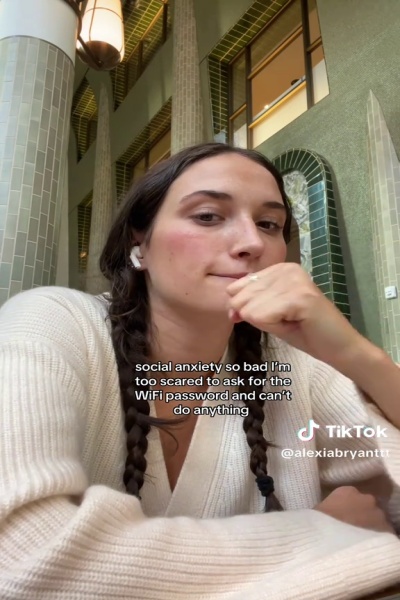 social anxiety so bad I'm
too scared to ask for the
WiFi password and can't
do anything
TikTok
@alexiabryanttt